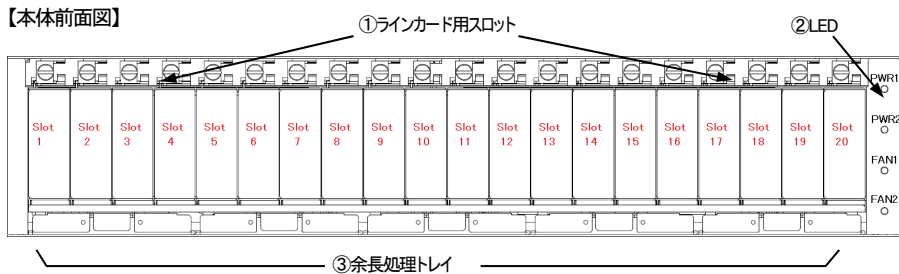 【本体前面図】
①ラインカード用スロット
②LED
PWR1
PWR2
FAN1
FAN2
Slot 1
Slot 2
Slot 3
Slot 4
Slot 5
Slot 6
Slot 7
Slot 8
Slot 9
Slot 10
Slot 11
Slot 12
Slot 13
Slot 14
Slot 15
Slot 16
Slot 17
Slot 18
Slot 19
Slot 20
③余長処理トレイ